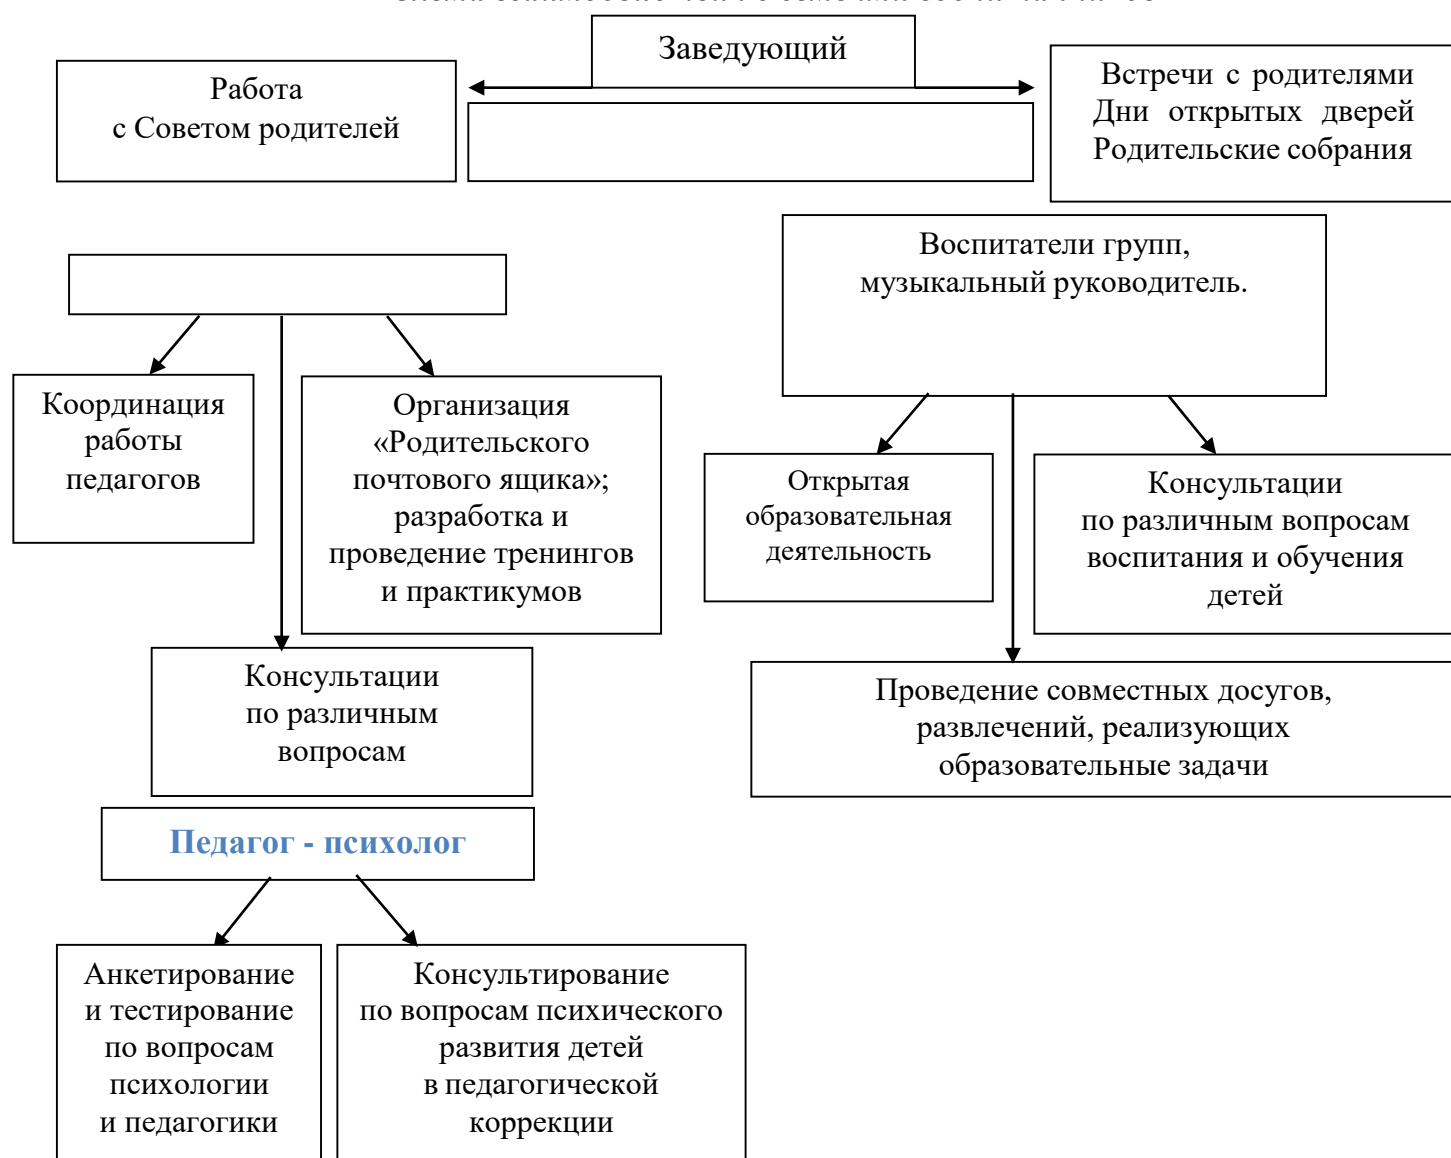 Заведующий
Работа
с Советом родителей
Встречи с родителями
Дни открытых дверей
Родительские собрания
Воспитатели групп,
музыкальный руководитель.
Координация
работы
педагогов
Организация
«Родительского
почтового ящика»;
разработка и
проведение тренингов
и практикумов
Открытая
образовательная
деятельность
Консультации
по различным вопросам
воспитания и обучения
детей
Консультации
по различным
вопросам
Проведение совместных досугов,
развлечений, реализующих
образовательные задачи
Педагог - психолог
Анкетирование
и тестирование
по вопросам
психологии
и педагогики
Консультирование
по вопросам психического
развития детей
в педагогической
коррекции